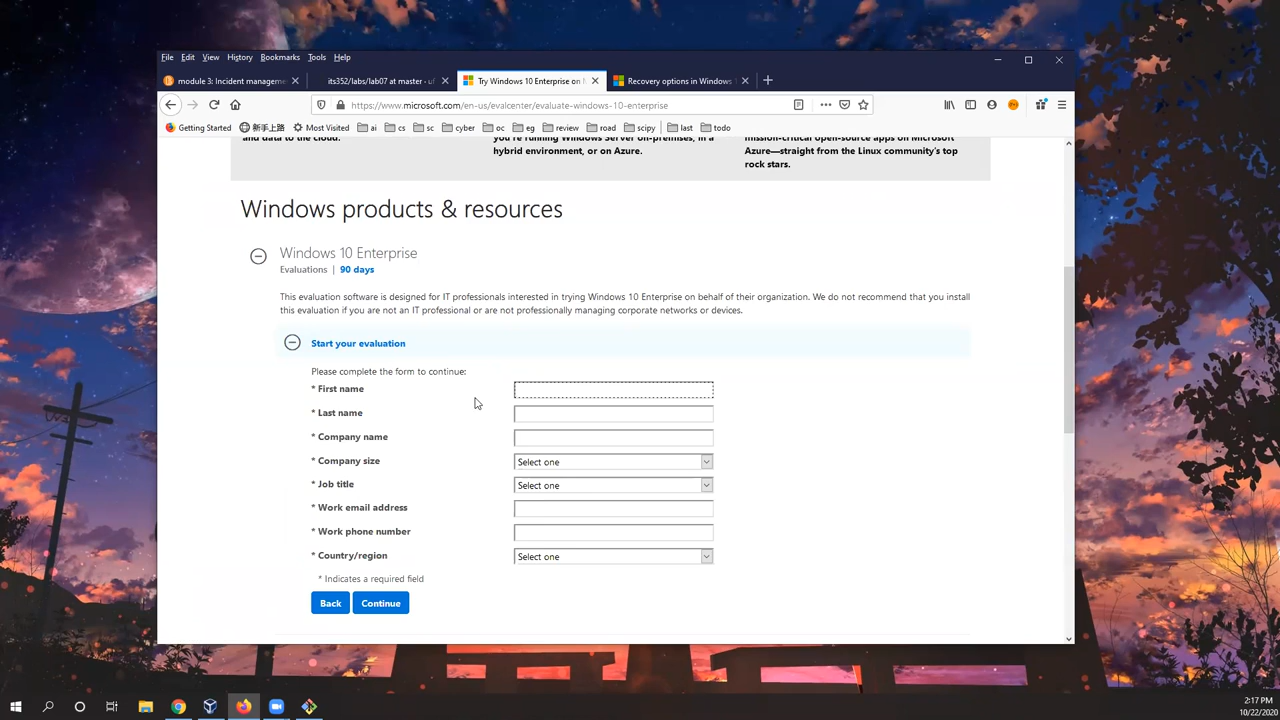 File Edit View History Bookmarks Tools Help
module 3: Incident manageme
its352/labs/lab07 at master · uf
Try Windows 10 Enterprise on
Recovery options in Windows
https://www.microsoft.com/en-us/evalcenter/evaluate-windows-10-enterprise
Getting Started 新手上路 Most Visited ai cs sc cyber oc eg review road scipy last todo
and data to the cloud.
you're running Windows Server on-premises, in a
hybrid environment, or on Azure.
mission-critical open-source apps on Microsoft
Azure—straight from the Linux community's top
rock stars.
Windows products & resources
Windows 10 Enterprise
Evaluations | 90 days
This evaluation software is designed for IT professionals interested in trying Windows 10 Enterprise on behalf of their organization. We do not recommend that you install
this evaluation if you are not an IT professional or are not professionally managing corporate networks or devices.
Start your evaluation
Please complete the form to continue:
* First name
* Last name
* Company name
* Company size Select one
* Job title Select one
* Work email address
* Work phone number
* Country/region Select one
* Indicates a required field
Back Continue
2:17 PM
10/22/2020